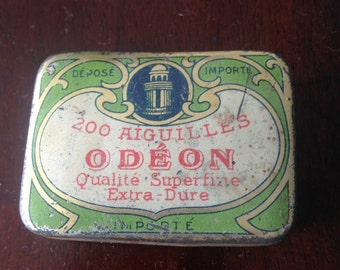 DÉPOSÉ IMPORTÉ
200 AIGUILLES
ODÉON
Qualité Superfine
Extra-Dure
IMPORTÉ